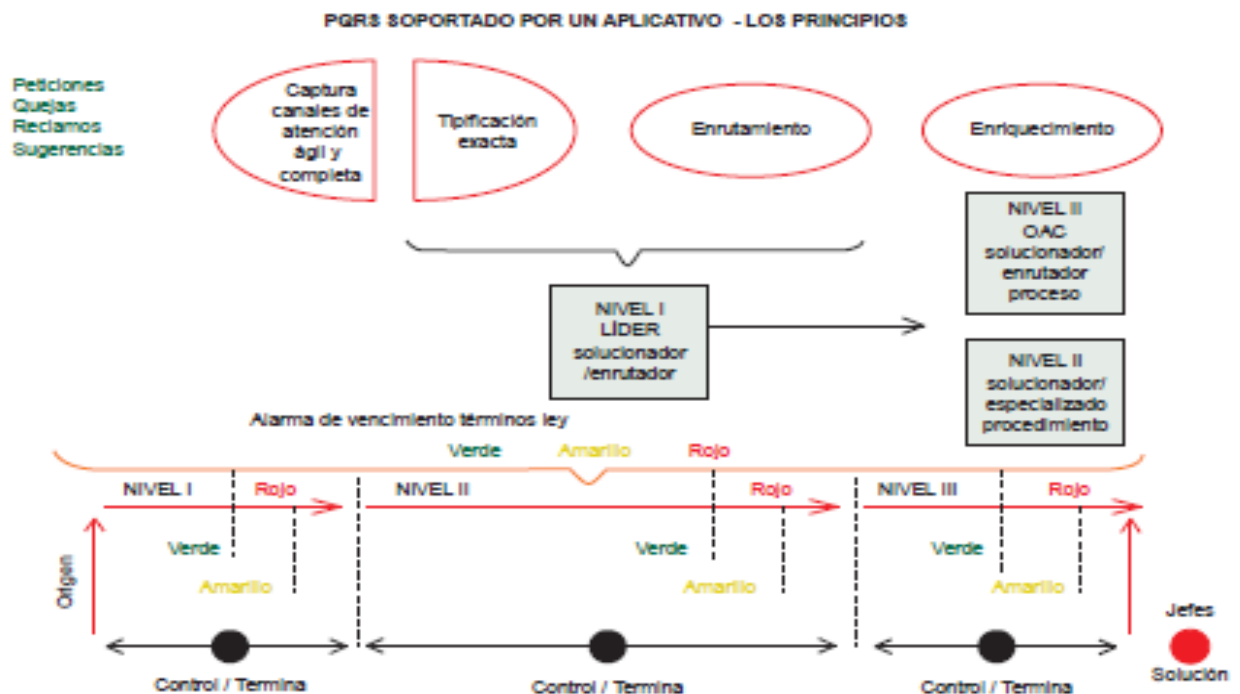 PQRS SOPORTADO POR UN APLICATIVO - LOS PRINCIPIOS
Peticiones
Quejas
Reclamos
Sugerencias
Captura
canales de
atención
ágil y
completa
Tipificación
exacta
Enrutamiento
Enriquecimiento
NIVEL II
OAC
solucionador/
enrutador
proceso
NIVEL I
LÍDER
solucionador
/enrutador
NIVEL II
solucionador/
especializado
procedimiento
Alarma de vencimiento términos ley
Verde Amarillo Rojo
NIVEL I Rojo NIVEL II Rojo NIVEL III Rojo
Verde Verde Verde
Amarillo Amarillo Amarillo
Origen
Jefes
Solución
Control / Termina Control / Termina Control / Termina